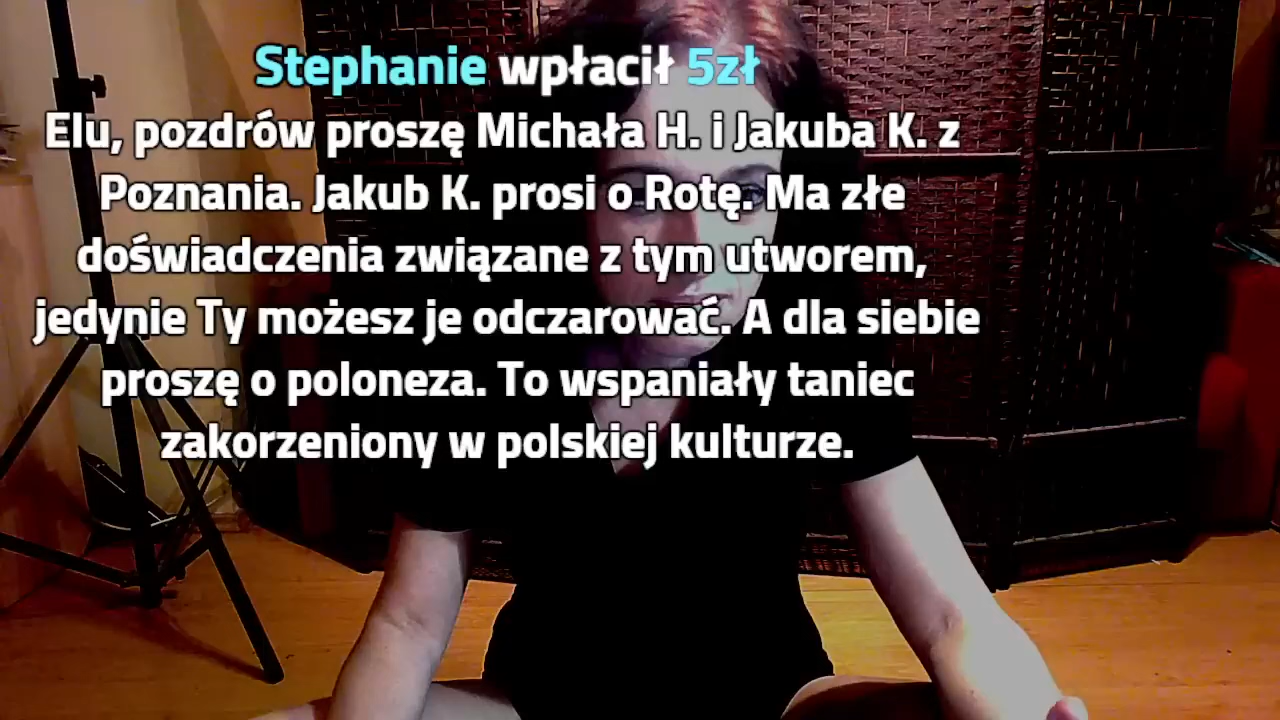 Stephanie wpłacił 5zł
Elu, pozdrów proszę Michała H. i Jakuba K. z
Poznania. Jakub K. prosi o Rotę. Ma złe
doświadczenia związane z tym utworem,
jedynie Ty możesz je odczarować. A dla siebie
proszę o poloneza. To wspaniały taniec
zakorzeniony w polskiej kulturze.